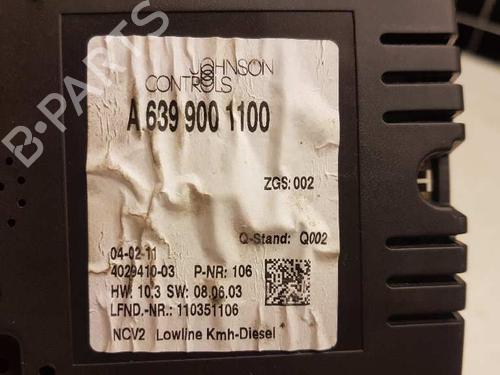 B-PARTS
JOHNSON
CONTROLS
A 639 900 1100
ZGS: 002
Q-Stand: Q002
04-02-11
4029410-03 P-NR: 106
HW: 10.3 SW: 08.06.03
LFND.-NR.: 110351106
NCV2 Lowline Kmh-Diesel
B-PARTS